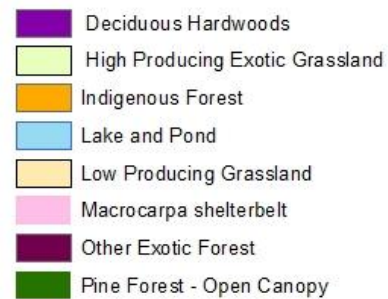 Deciduous Hardwoods
High Producing Exotic Grassland
Indigenous Forest
Lake and Pond
Low Producing Grassland
Macrocarpa shelterbelt
Other Exotic Forest
Pine Forest - Open Canopy